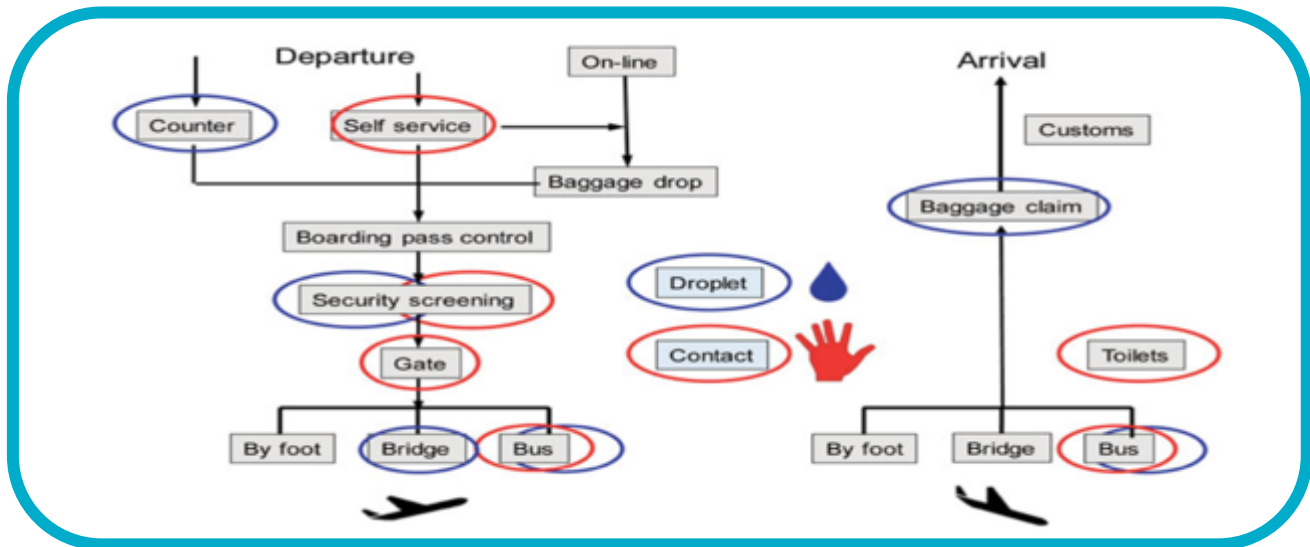 Departure
On-line
Arrival
Counter
Self service
Customs
Baggage drop
Baggage claim
Boarding pass control
Droplet
Security screening
Contact
Toilets
Gate
By foot
Bridge
Bus
By foot
Bridge
Bus